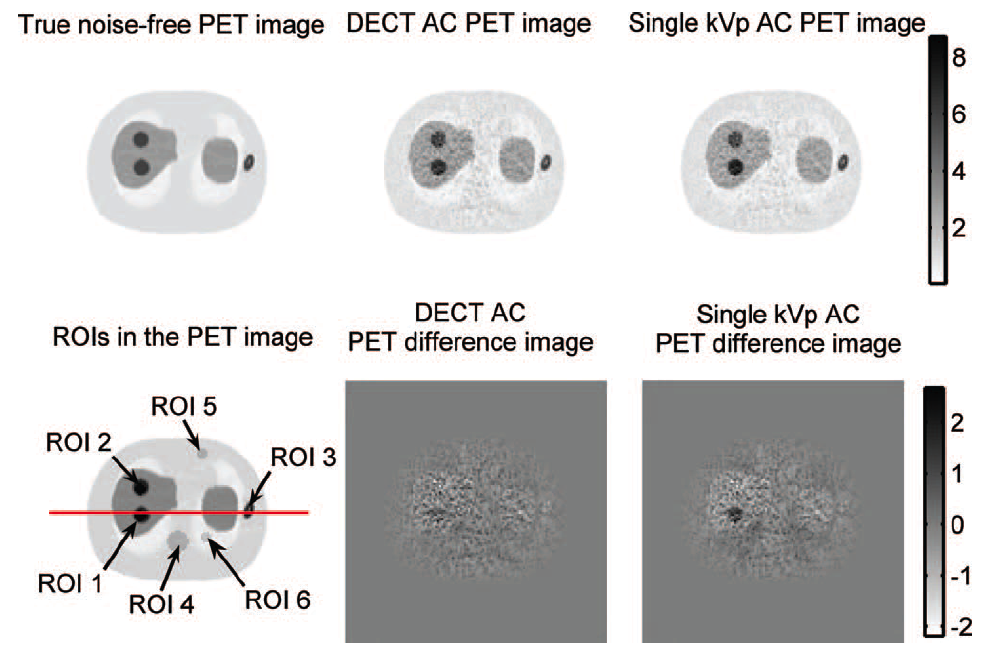 True noise-free PET image
DECT AC PET image
Single kVp AC PET image
8
6
4
2
ROIs in the PET image
DECT AC
PET difference image
Single kVp AC
PET difference image
ROI 5
ROI 2
ROI 3
ROI 1
ROI 4
ROI 6
2
1
0
-1
-2